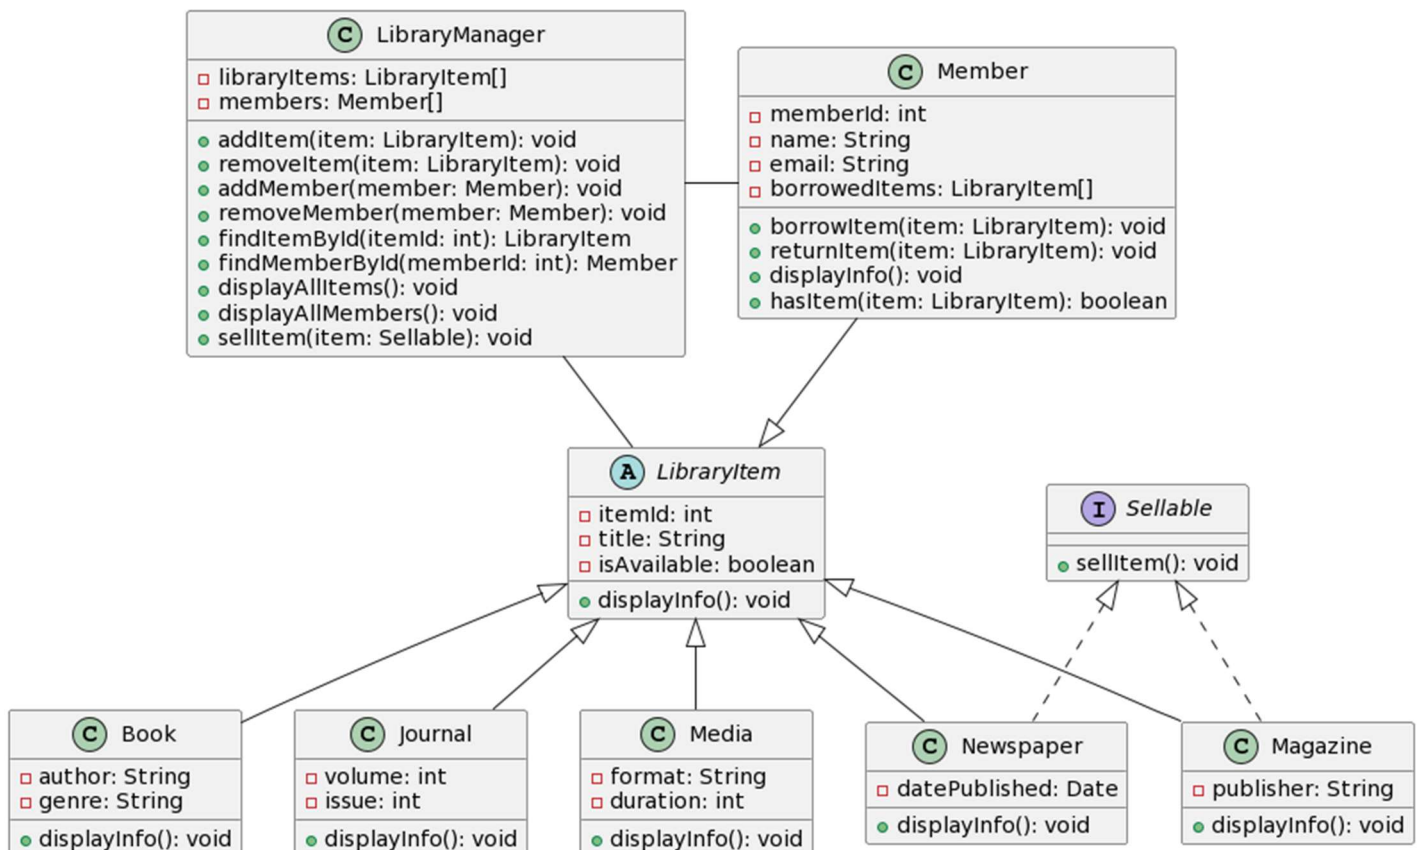 C LibraryManager
libraryItems: LibraryItem[]
members: Member[]
addItem(item: LibraryItem): void
removeItem(item: LibraryItem): void
addMember(member: Member): void
removeMember(member: Member): void
findItemById(itemId: int): LibraryItem
findMemberById(memberId: int): Member
displayAllItems(): void
displayAllMembers(): void
sellItem(item: Sellable): void
C Member
memberId: int
name: String
email: String
borrowedItems: LibraryItem[]
borrowItem(item: LibraryItem): void
returnItem(item: LibraryItem): void
displayInfo(): void
hasItem(item: LibraryItem): boolean
A LibraryItem
itemId: int
title: String
isAvailable: boolean
displayInfo(): void
I Sellable
sellItem(): void
C Book
author: String
genre: String
displayInfo(): void
C Journal
volume: int
issue: int
displayInfo(): void
C Media
format: String
duration: int
displayInfo(): void
C Newspaper
datePublished: Date
displayInfo(): void
C Magazine
publisher: String
displayInfo(): void